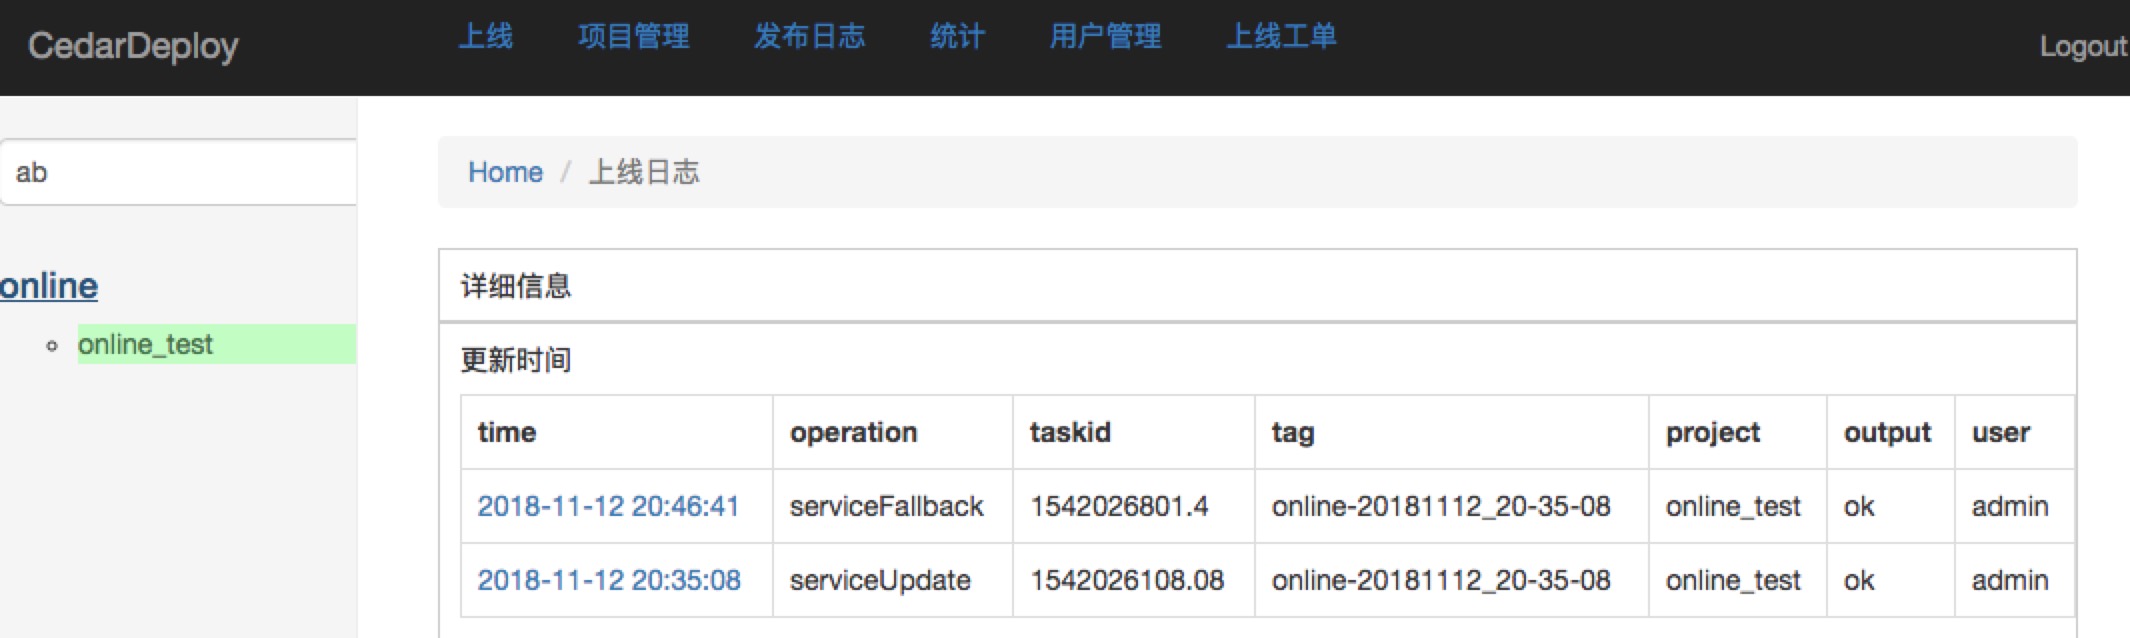 CedarDeploy 上线 项目管理 发布日志 统计 用户管理 上线工单 Logout
ab
Home / 上线日志
online
online_test
详细信息
更新时间
time operation taskid tag project output user
2018-11-12 20:46:41 serviceFallback 1542026801.4 online-20181112_20-35-08 online_test ok admin
2018-11-12 20:35:08 serviceUpdate 1542026108.08 online-20181112_20-35-08 online_test ok admin